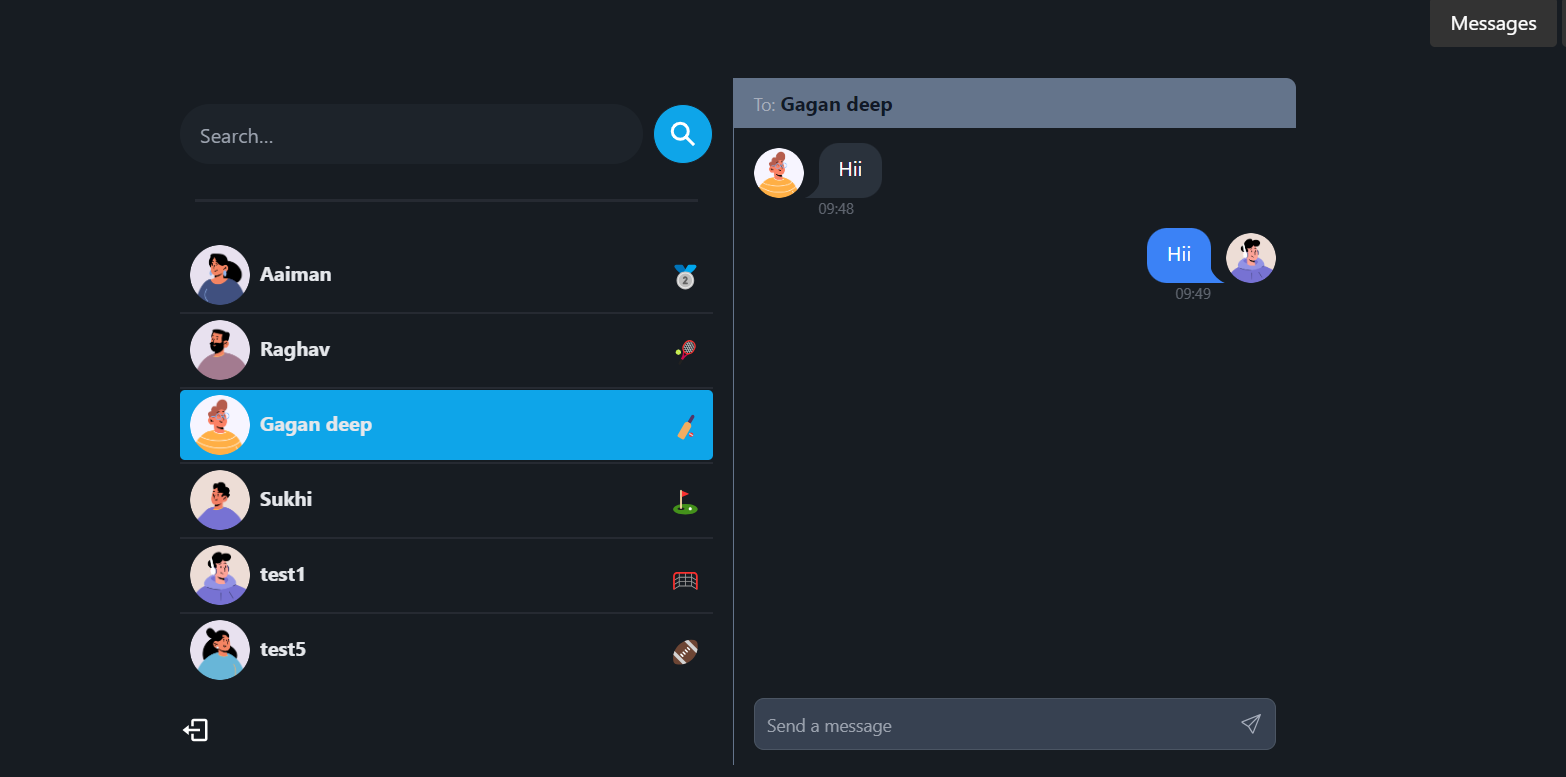 Messages
Search...
Aaiman
Raghav
Gagan deep
Sukhi
test1
test5
To: Gagan deep
Hii
09:48
Hii
09:49
Send a message